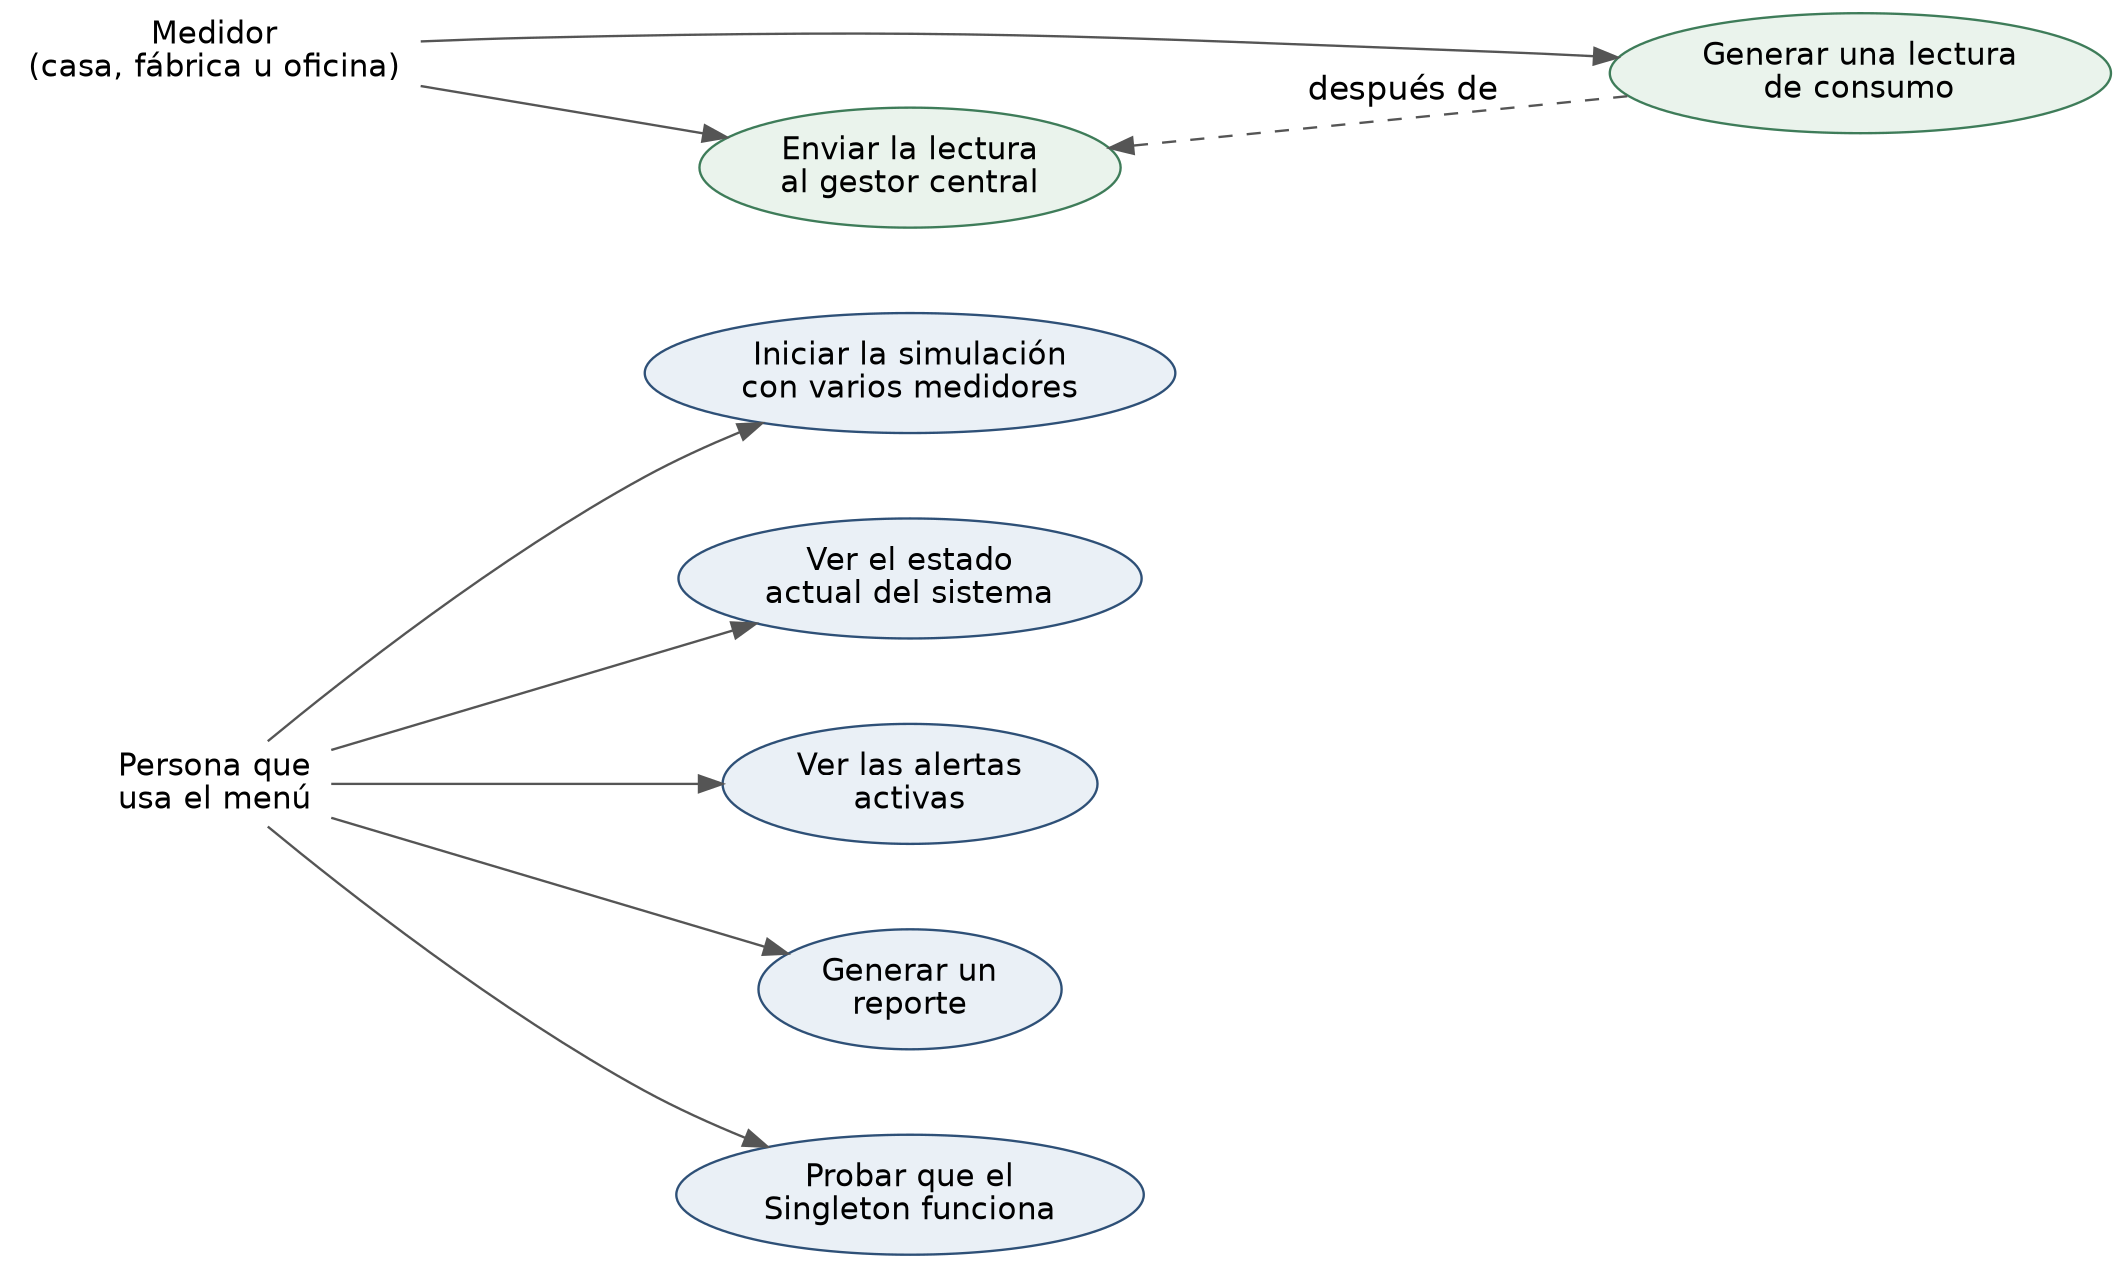 Medidor
(casa, fábrica u oficina)
Generar una lectura
de consumo
después de
Enviar la lectura
al gestor central
Iniciar la simulación
con varios medidores
Ver el estado
actual del sistema
Persona que
usa el menú
Ver las alertas
activas
Generar un
reporte
Probar que el
Singleton funciona